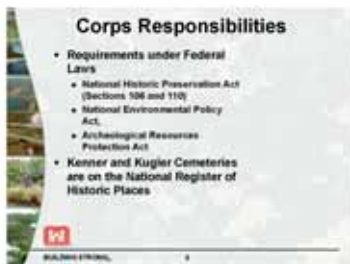 Corps Responsibilities
• Requirements under Federal
Laws
• National Historic Preservation Act
(Sections 106 and 110)
• National Environmental Policy
Act,
• Archeological Resources
Protection Act
• Kenner and Kugler Cemeteries
are on the National Register of
Historic Places
BUILDING STRONG,